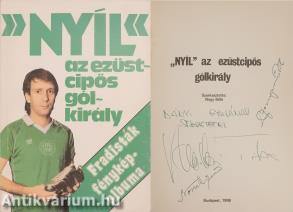 »NYÍL«
az ezüst-
cipős
gól-
király
Fradisták
fénykép-
albuma
Antikvárium.hu
„NYÍL" az ezüstcipős
gólkirály
Szerkesztette:
Nagy Béla
Budapest, 1986